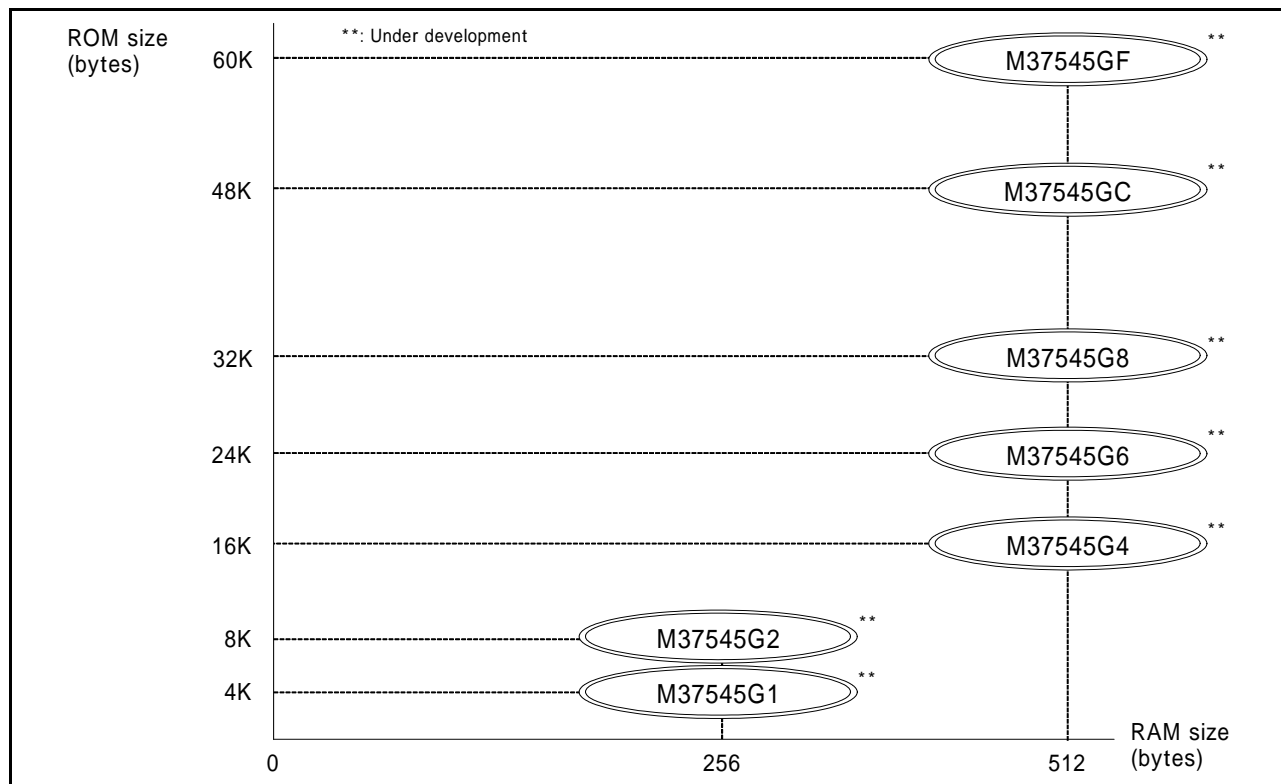 ROM size
(bytes)
**: Under development
60K
M37545GF
**
48K
M37545GC
**
32K
M37545G8
**
24K
M37545G6
**
16K
M37545G4
**
8K
M37545G2
**
4K
M37545G1
**
0
256
512
RAM size
(bytes)